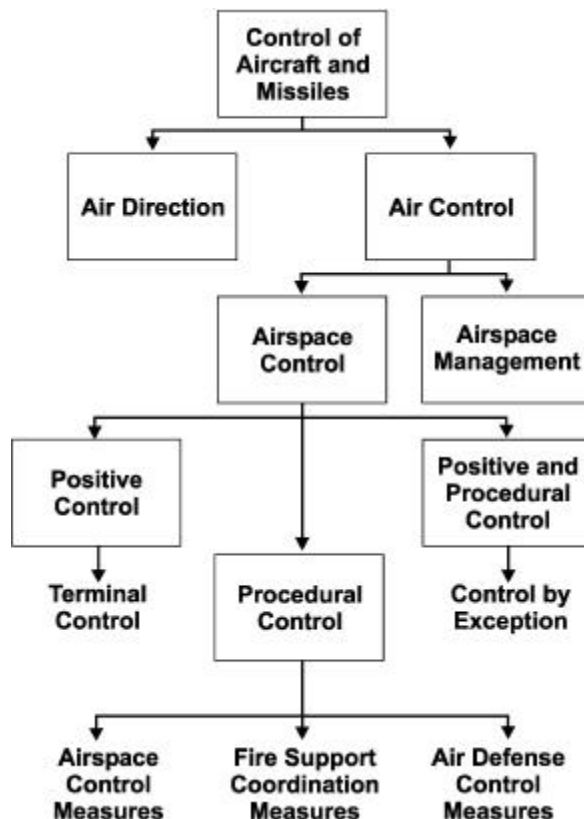 Control of
Aircraft and
Missiles
Air Direction
Air Control
Airspace
Control
Airspace
Management
Positive
Control
Positive and
Procedural
Control
Terminal
Control
Procedural
Control
Control by
Exception
Airspace
Control
Measures
Fire Support
Coordination
Measures
Air Defense
Control
Measures